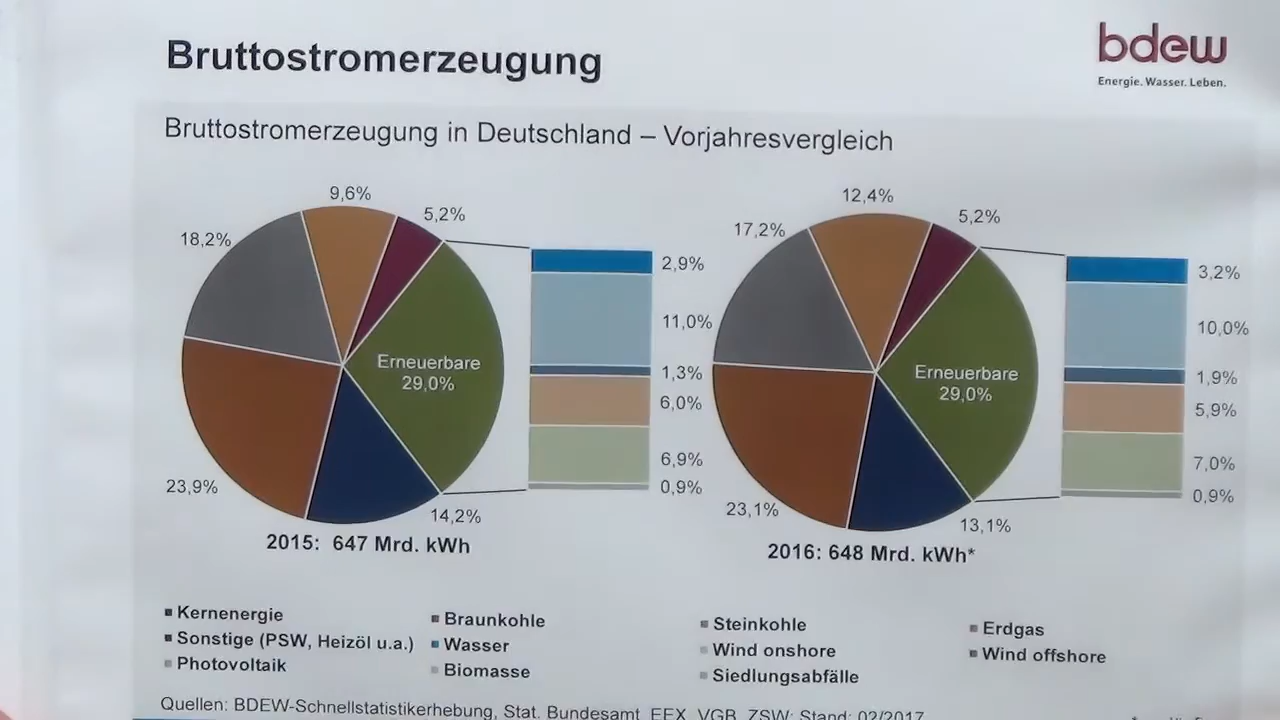 bdew
Energie. Wasser. Leben.
Bruttostromerzeugung
Bruttostromerzeugung in Deutschland – Vorjahresvergleich
9,6%
5,2%
18,2%
2,9%
11,0%
Erneuerbare
29,0%
1,3%
6,0%
6,9%
0,9%
23,9%
14,2%
2015: 647 Mrd. kWh
12,4%
5,2%
17,2%
3,2%
10,0%
Erneuerbare
29,0%
1,9%
5,9%
7,0%
0,9%
23,1%
13,1%
2016: 648 Mrd. kWh*
Kernenergie
Braunkohle
Steinkohle
Erdgas
Sonstige (PSW, Heizöl u.a.)
Wasser
Wind onshore
Wind offshore
Photovoltaik
Biomasse
Siedlungsabfälle
Quellen: BDEW-Schnellstatistikerhebung, Stat. Bundesamt, EEX, VGB, ZSW; Stand: 02/2017